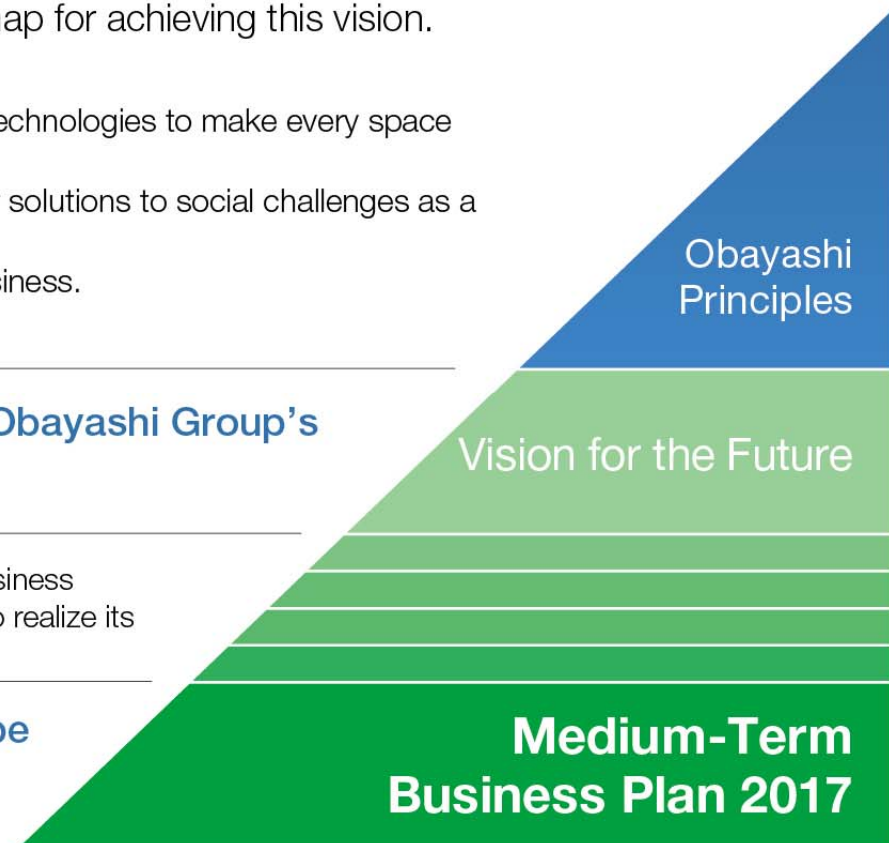 ap for achieving this vision.
echnologies to make every space
solutions to social challenges as a
siness.
Obayashi
Principles
Obayashi Group's
Vision for the Future
siness
o realize its
pe
Medium-Term
Business Plan 2017